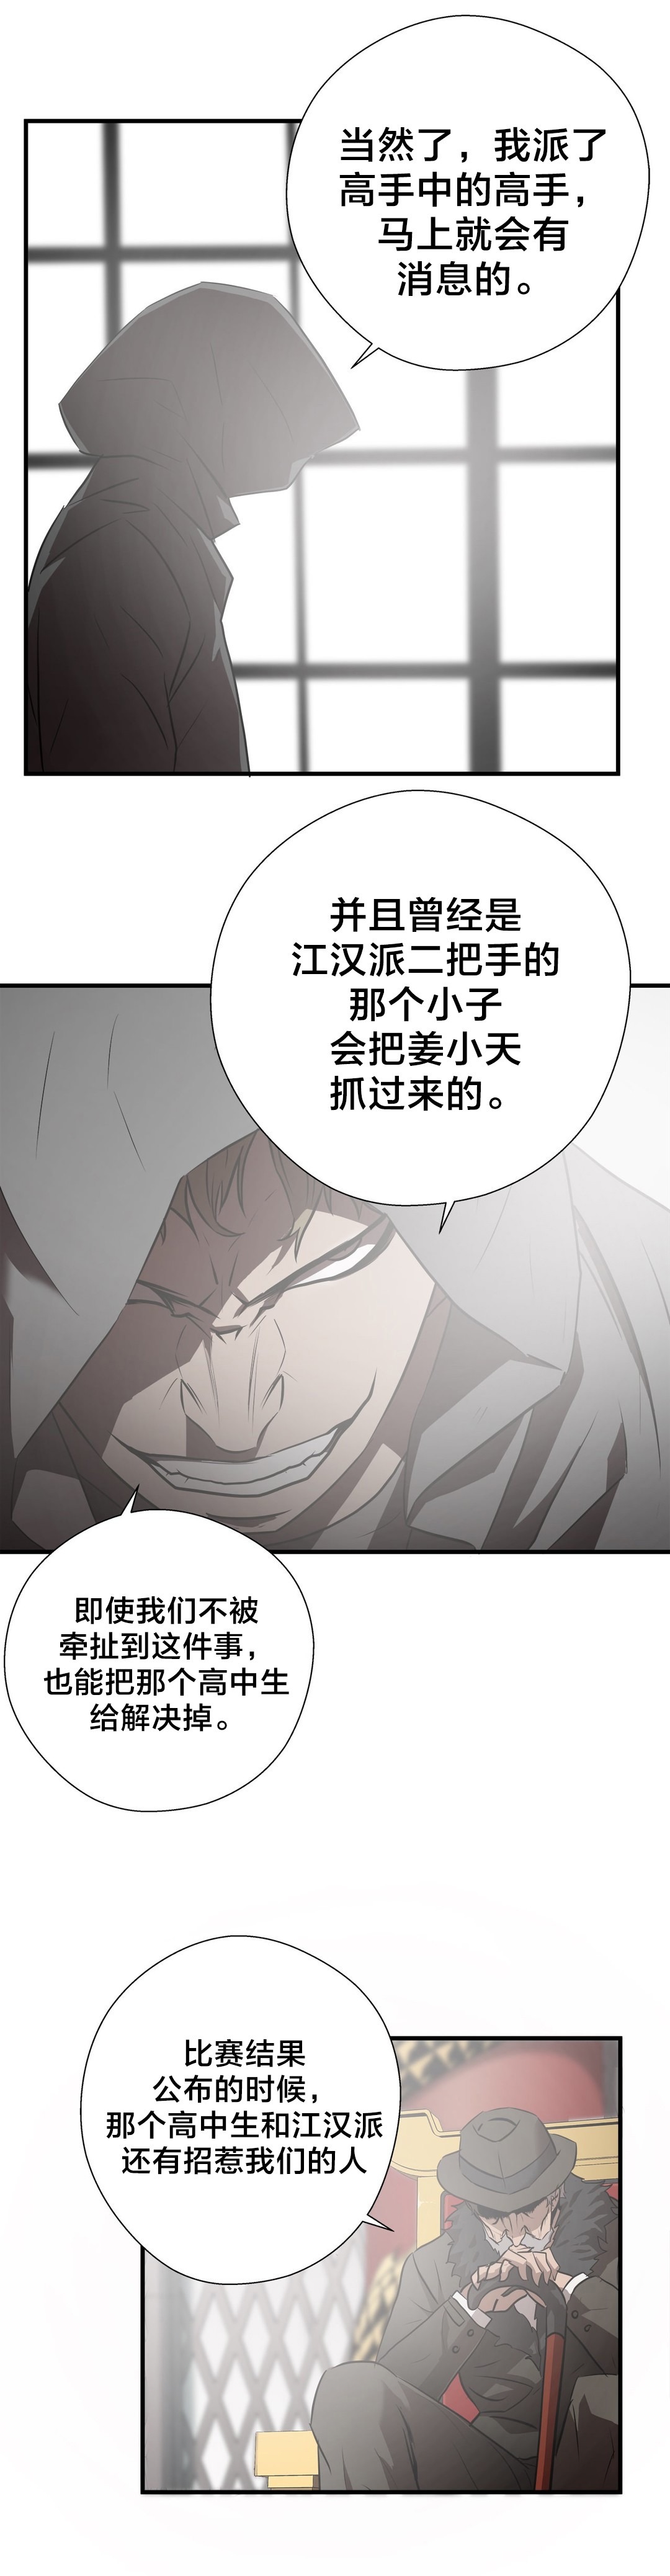 当然了，我派了
高手中的高手，
马上就会有
消息的。
并且曾经是
江汉派二把手的
那个小子
会把姜小天
抓过来的。
即使我们不被
牵扯到这件事，
也能把那个高中生
给解决掉。
比赛结果
公布的时候，
那个高中生和江汉派
还有招惹我们的人